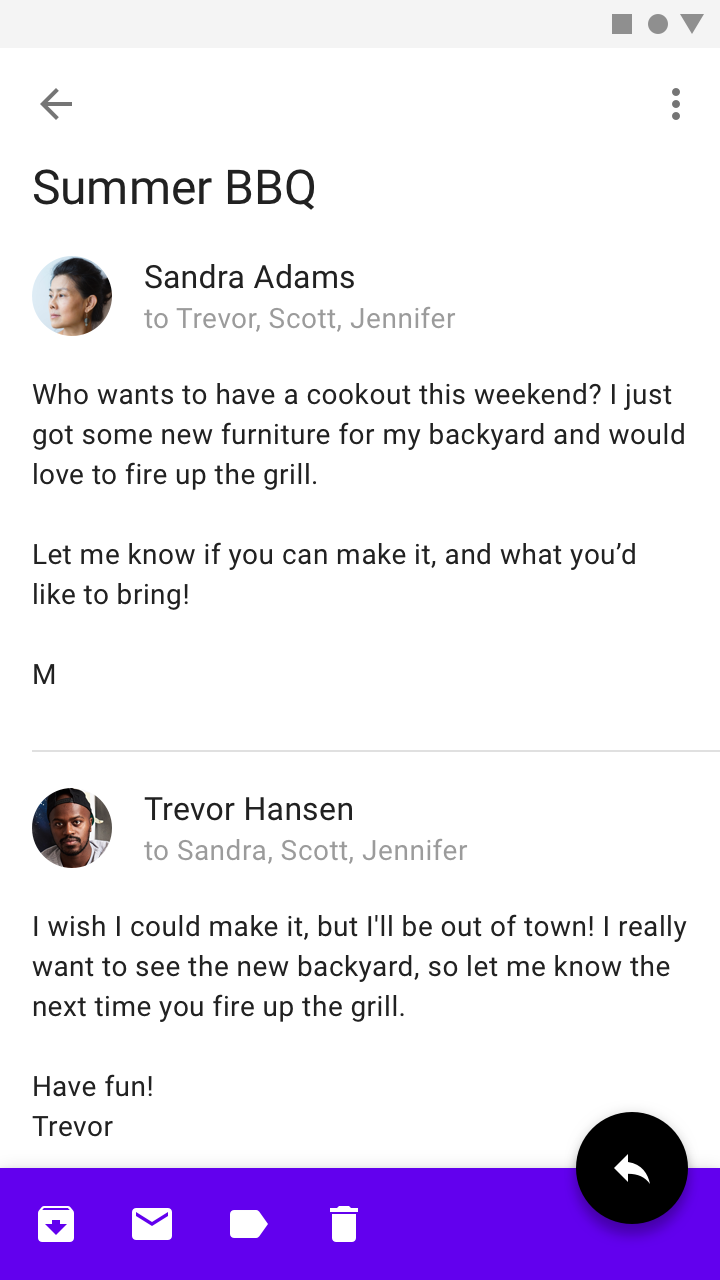 Summer BBQ
Sandra Adams
to Trevor, Scott, Jennifer
Who wants to have a cookout this weekend? I just
got some new furniture for my backyard and would
love to fire up the grill.
Let me know if you can make it, and what you’d
like to bring!
M
Trevor Hansen
to Sandra, Scott, Jennifer
I wish I could make it, but I'll be out of town! I really
want to see the new backyard, so let me know the
next time you fire up the grill.
Have fun!
Trevor